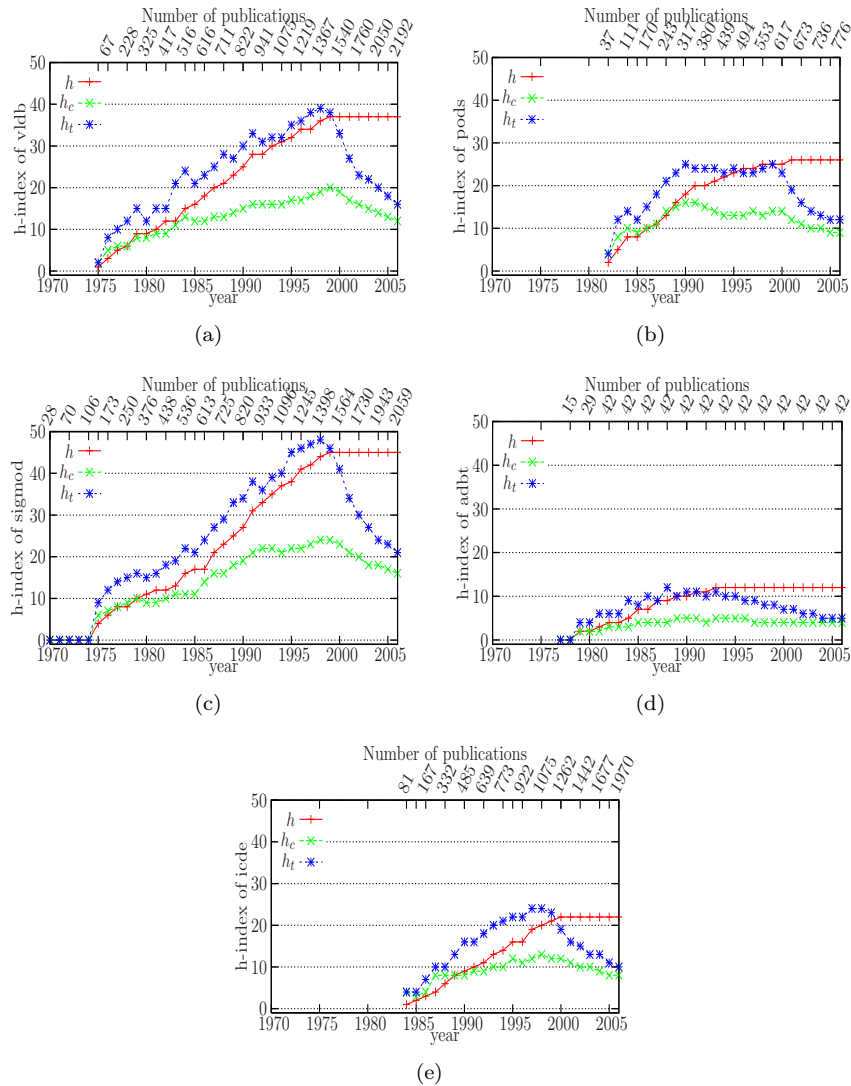 Number of publications
67 228 325 417 516 616 711 822 941 1075 1219 1367 1540 1760 2050 2192
h-index of vldb
50
40
30
20
10
0
h
h_c
h_t
1970 1975 1980 1985 1990 1995 2000 2005
year
(a)
Number of publications
37 111 170 243 317 380 439 494 553 617 673 736 776
h-index of pods
50
40
30
20
10
0
h
h_c
h_t
1970 1975 1980 1985 1990 1995 2000 2005
year
(b)
Number of publications
28 70 106 173 250 376 438 536 613 725 820 933 1096 1245 1398 1564 1730 1943 2059
h-index of sigmod
50
40
30
20
10
0
h
h_c
h_t
1970 1975 1980 1985 1990 1995 2000 2005
year
(c)
Number of publications
15 29 42 42 42 42 42 42 42 42 42 42 42 42 42
h-index of adbt
50
40
30
20
10
0
h
h_c
h_t
1970 1975 1980 1985 1990 1995 2000 2005
year
(d)
Number of publications
81 167 332 485 639 773 922 1075 1262 1442 1677 1970
h-index of icde
50
40
30
20
10
0
h
h_c
h_t
1970 1975 1980 1985 1990 1995 2000 2005
year
(e)